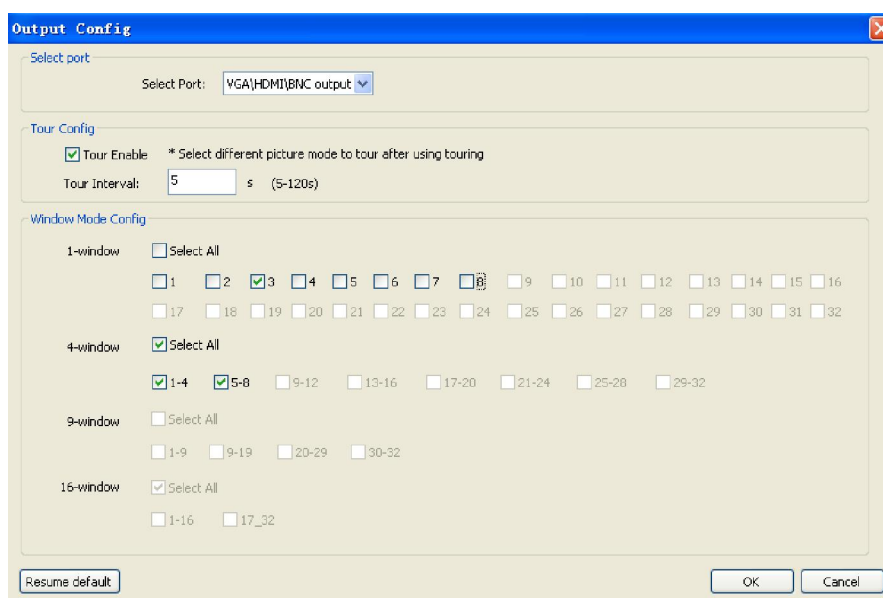 Output Config
Select port
Select Port: VGA\HDMI\BNC output
Tour Config
Tour Enable * Select different picture mode to tour after using touring
Tour Interval: 5 s (5-120s)
Window Mode Config
1-window Select All
1 2 3 4 5 6 7 8 9 10 11 12 13 14 15 16
17 18 19 20 21 22 23 24 25 26 27 28 29 30 31 32
4-window Select All
1-4 5-8 9-12 13-16 17-20 21-24 25-28 29-32
9-window Select All
1-9 9-19 20-29 30-32
16-window Select All
1-16 17_32
Resume default OK Cancel